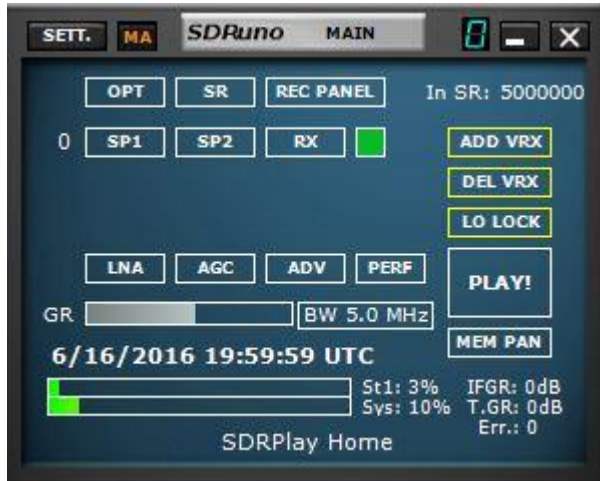 SETT. MA SDRuno MAIN 0
OPT SR REC PANEL In SR: 5000000
0 SP1 SP2 RX ADD VRX
DEL VRX
LO LOCK
LNA AGC ADV PERF PLAY!
GR BW 5.0 MHz
6/16/2016 19:59:59 UTC MEM PAN
St1: 3% IFGR: 0dB
Sys: 10% T.GR: 0dB
Err.: 0
SDRPlay Home